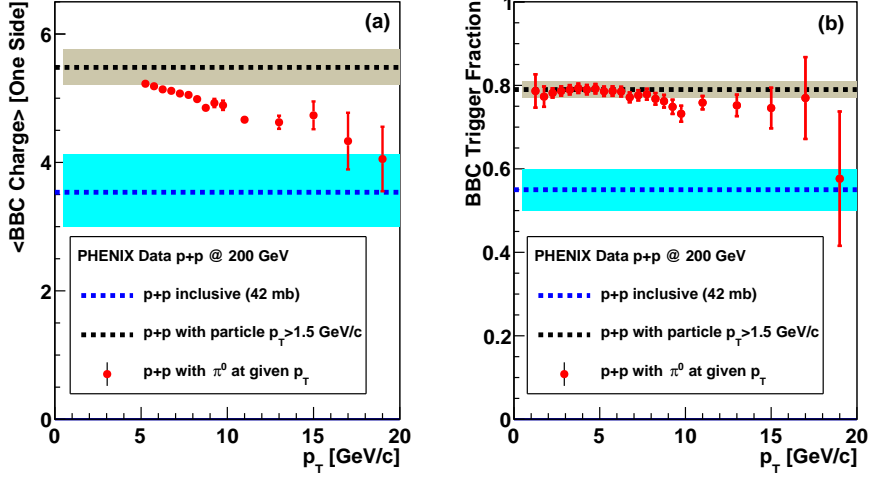 (a)
<BBC Charge> [One Side]
6
4
2
0
PHENIX Data p+p @ 200 GeV
p+p inclusive (42 mb)
p+p with particle p_T>1.5 GeV/c
p+p with π⁰ at given p_T
0 5 10 15 20
p_T [GeV/c]
(b)
BBC Trigger Fraction
1
0.8
0.6
0.4
0.2
0
PHENIX Data p+p @ 200 GeV
p+p inclusive (42 mb)
p+p with particle p_T>1.5 GeV/c
p+p with π⁰ at given p_T
0 5 10 15 20
p_T [GeV/c]